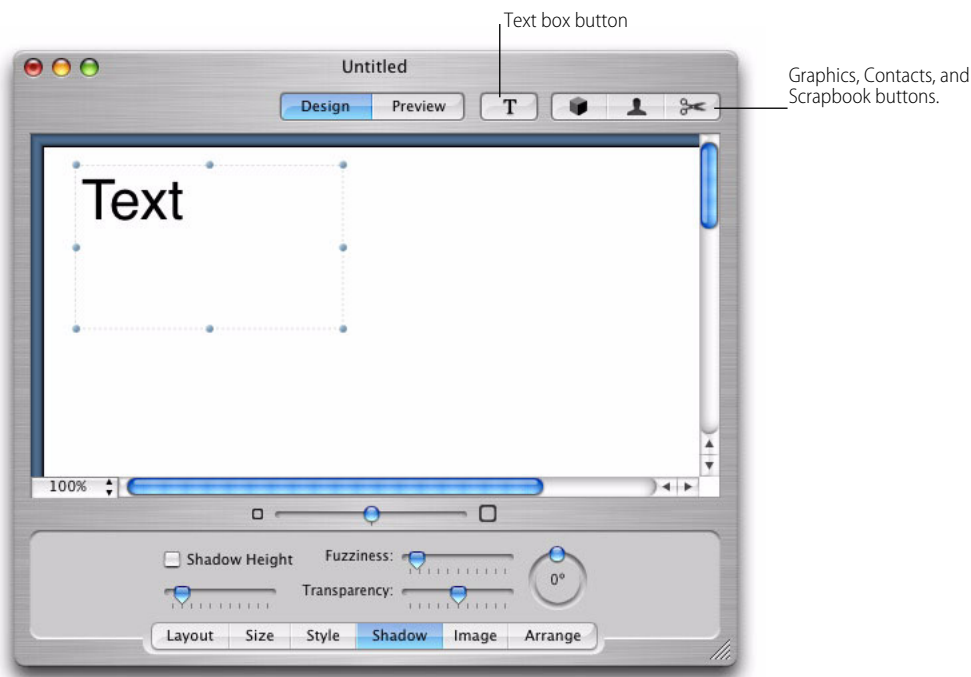 Text box button
Untitled
Graphics, Contacts, and
Scrapbook buttons.
Design Preview T
Text
100%
Shadow Height Fuzziness:
0°
Transparency:
Layout Size Style Shadow Image Arrange